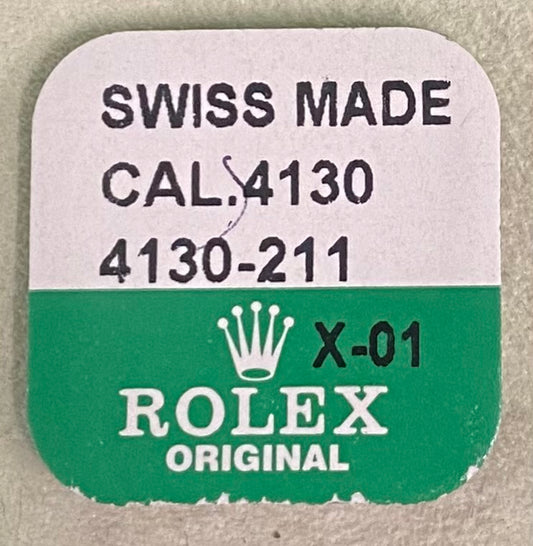 SWISS MADE
CAL.4130
4130-211
X-01
ROLEX
ORIGINAL